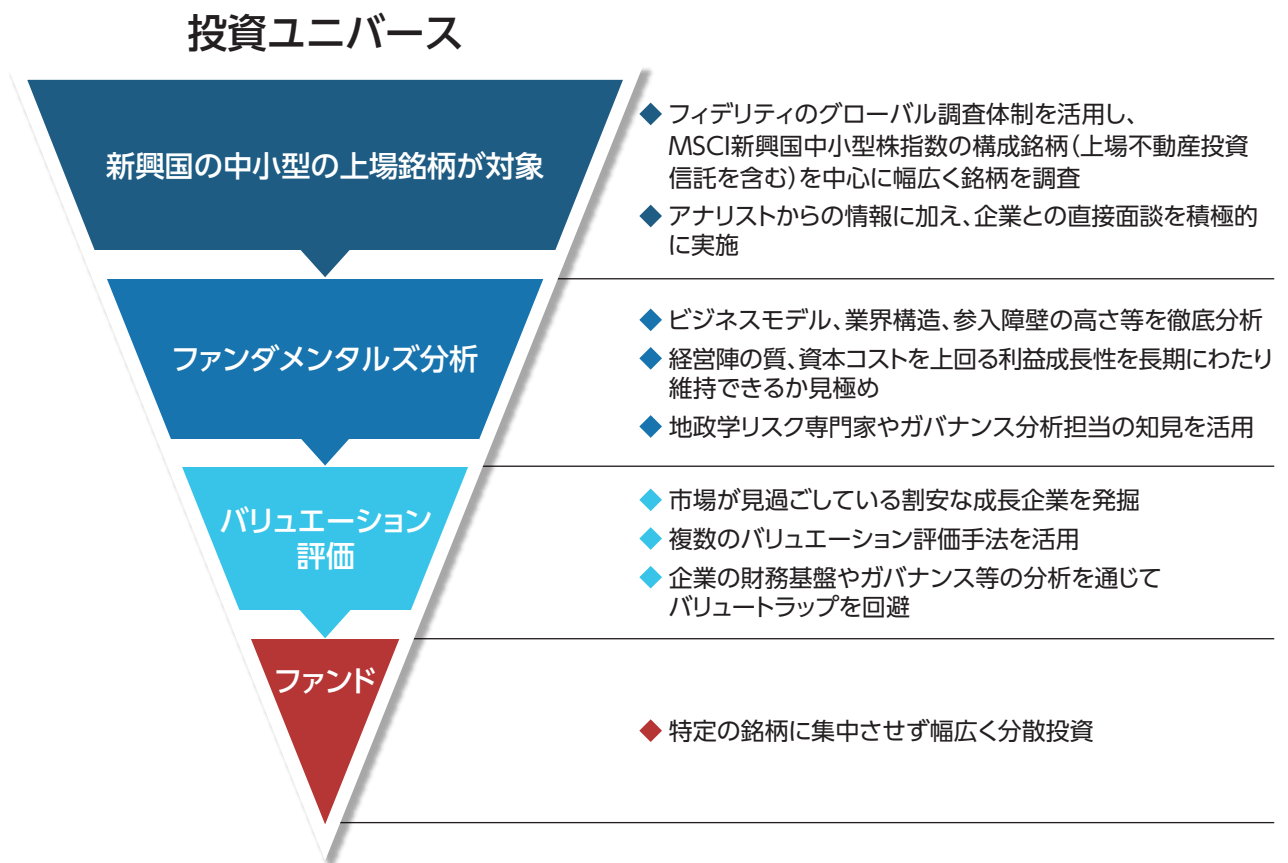 投資ユニバース
新興国の中小型の上場銘柄が対象
◆ フィデリティのグローバル調査体制を活用し、
MSCI新興国中小型株指数の構成銘柄（上場不動産投資
信託を含む）を中心に幅広く銘柄を調査
◆ アナリストからの情報に加え、企業との直接面談を積極的
に実施
ファンダメンタルズ分析
◆ ビジネスモデル、業界構造、参入障壁の高さ等を徹底分析
◆ 経営陣の質、資本コストを上回る利益成長性を長期にわたり
維持できるか見極め
◆ 地政学リスク専門家やガバナンス分析担当の知見を活用
バリュエーション
評価
◆ 市場が見過ごしている割安な成長企業を発掘
◆ 複数のバリュエーション評価手法を活用
◆ 企業の財務基盤やガバナンス等の分析を通じて
バリュートラップを回避
ファンド
◆ 特定の銘柄に集中させず幅広く分散投資